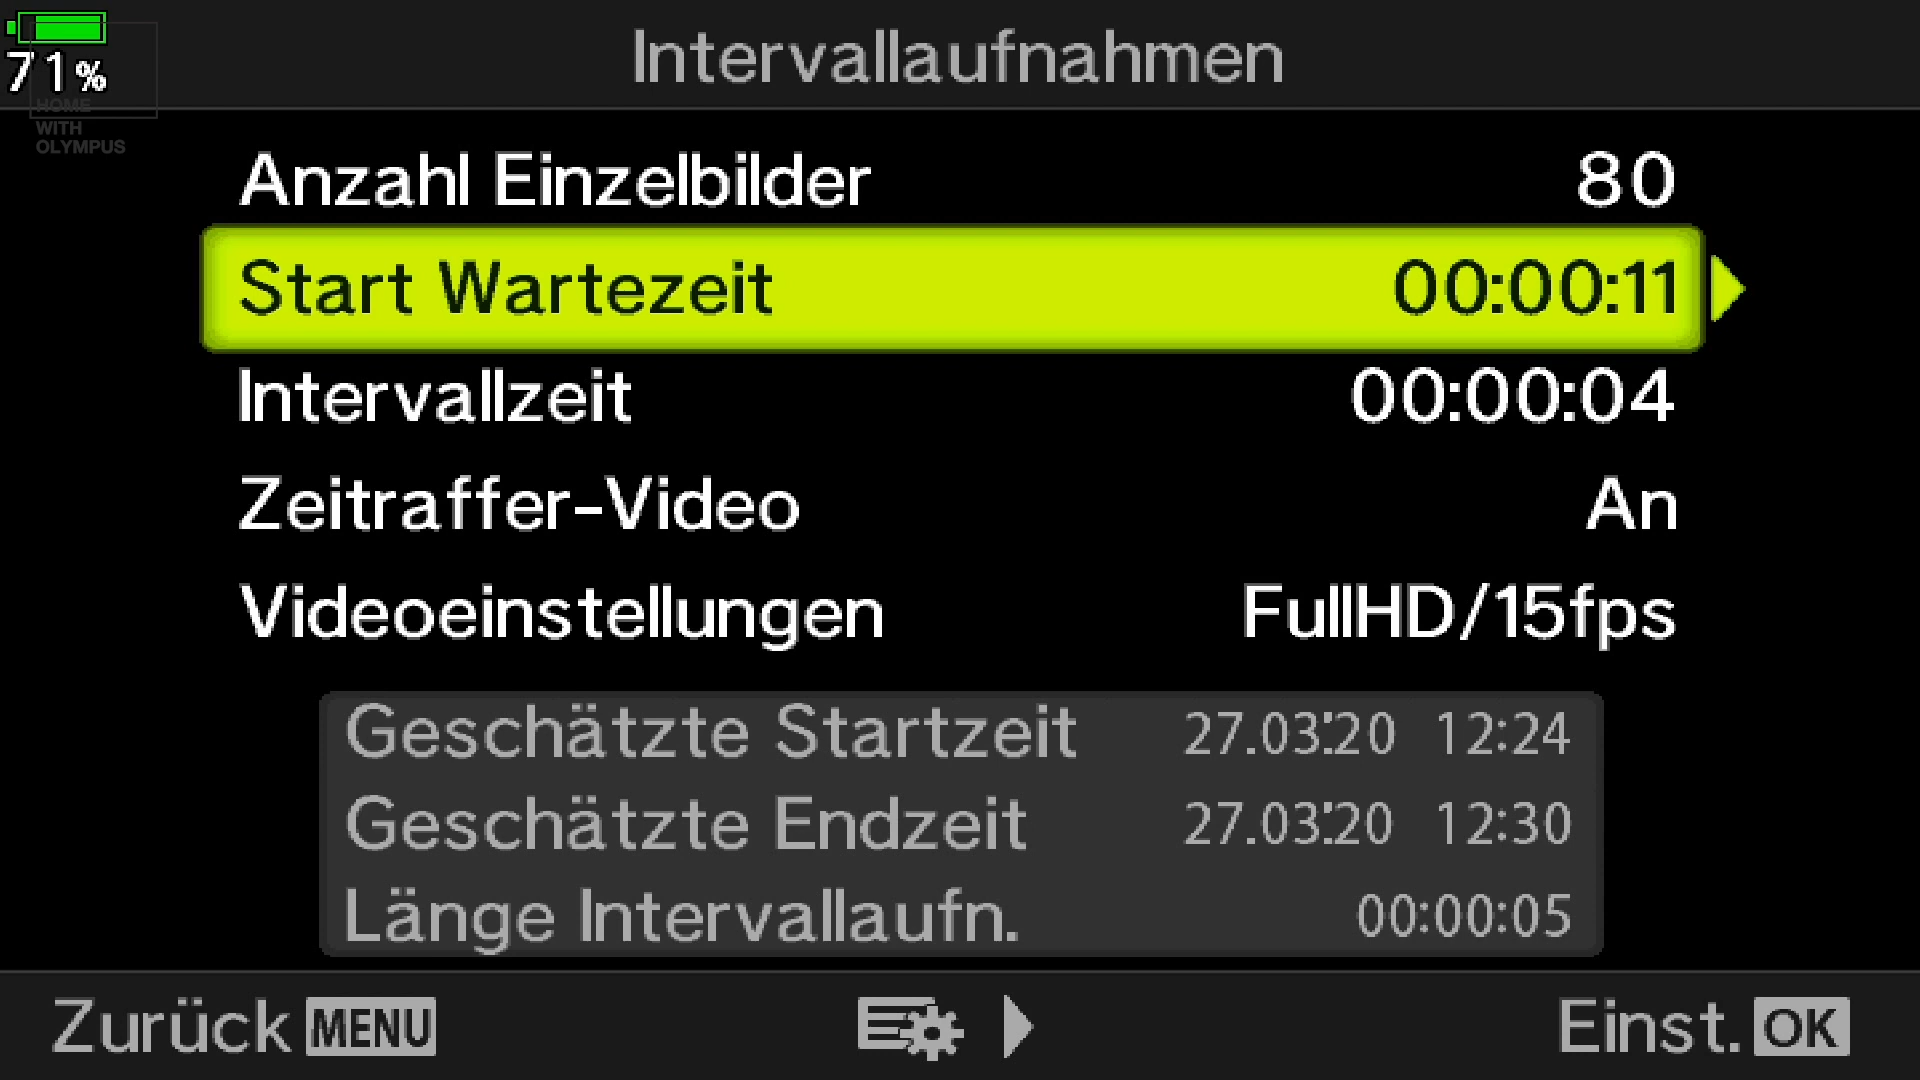 71%
Intervallaufnahmen
HOME
WITH
OLYMPUS
Anzahl Einzelbilder 80
Start Wartezeit 00:00:11
Intervallzeit 00:00:04
Zeitraffer-Video An
Videoeinstellungen FullHD/15fps
Geschätzte Startzeit 27.03.'20 12:24
Geschätzte Endzeit 27.03.'20 12:30
Länge Intervallaufn. 00:00:05
Zurück MENU
Einst. OK